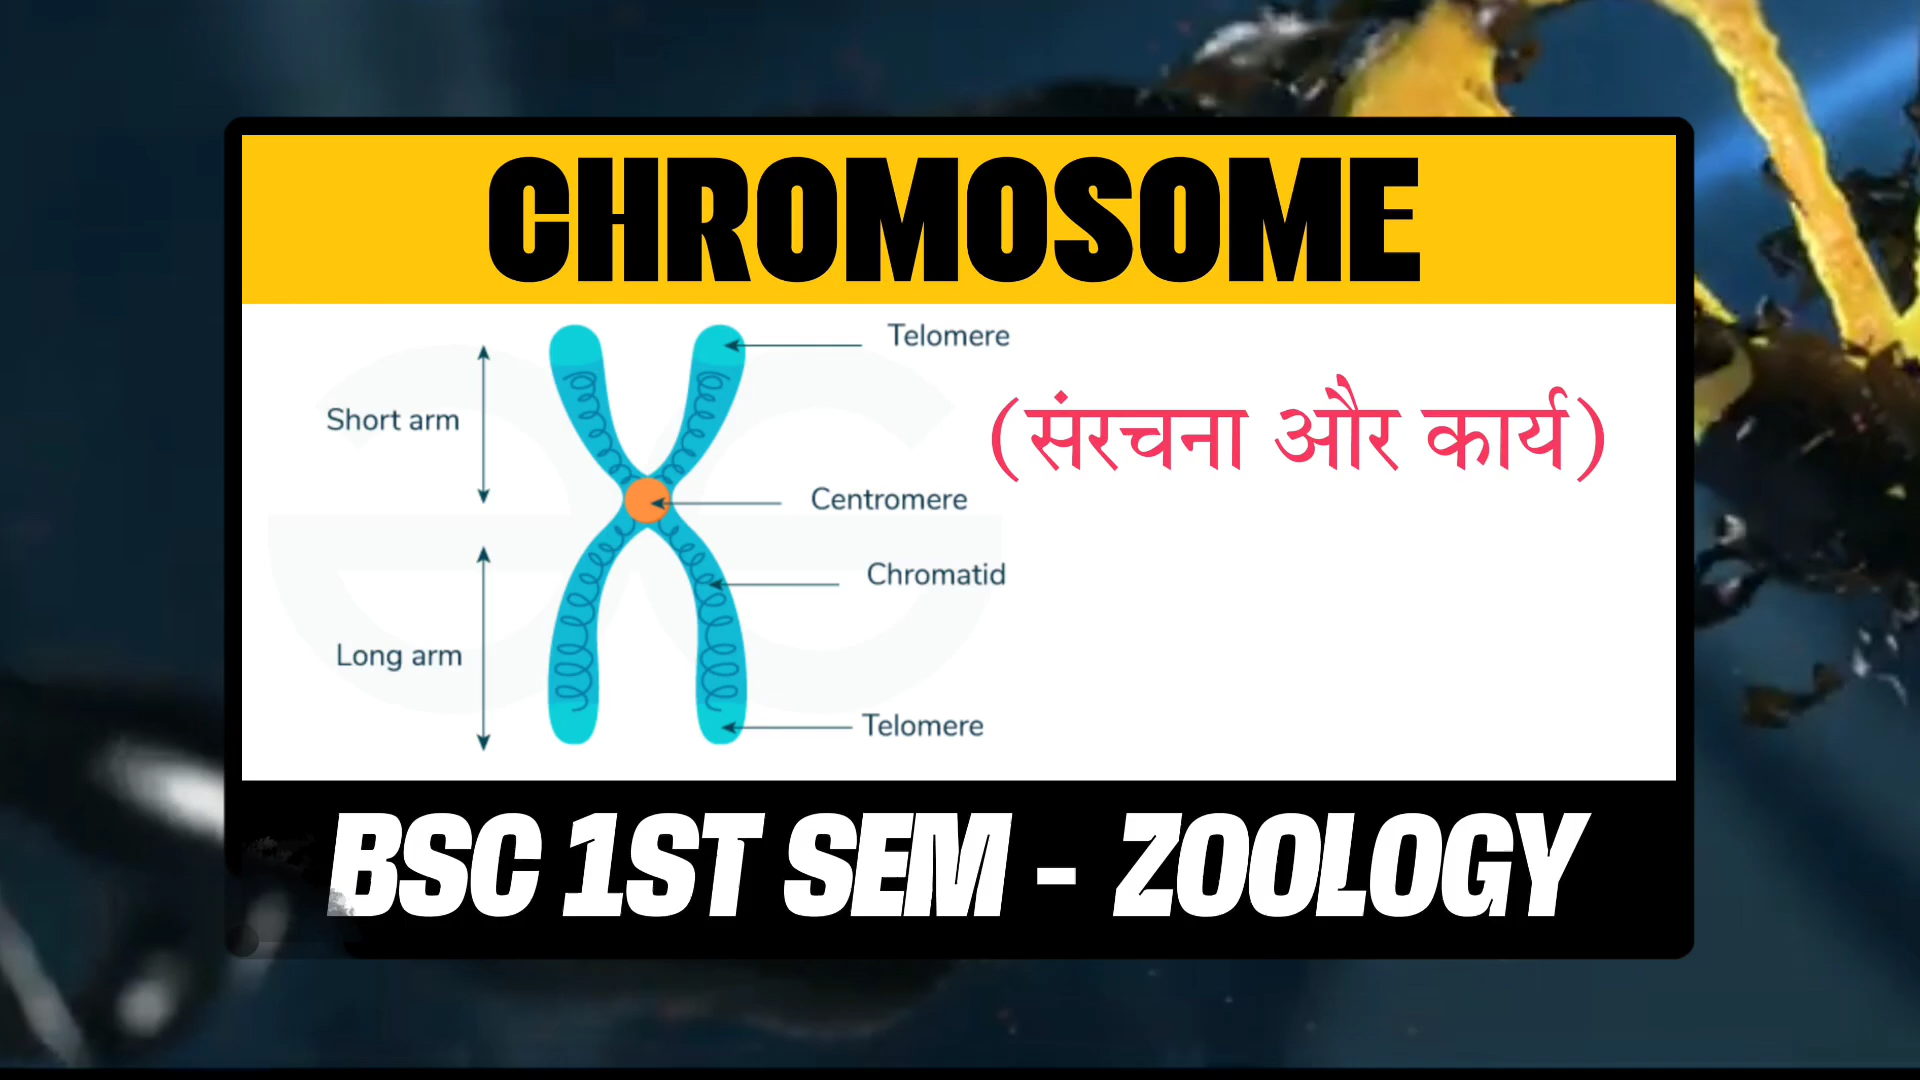 CHROMOSOME
Telomere
Short arm
(संरचना और कार्य)
Centromere
Chromatid
Long arm
Telomere
BSC 1ST SEM - ZOOLOGY